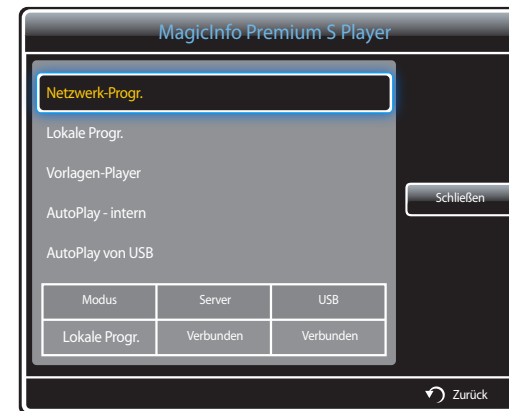 MagicInfo Premium S Player
Netzwerk-Progr.
Lokale Progr.
Vorlagen-Player
AutoPlay - intern
AutoPlay von USB
Schließen
Modus Server USB
Lokale Progr. Verbunden Verbunden
Zurück